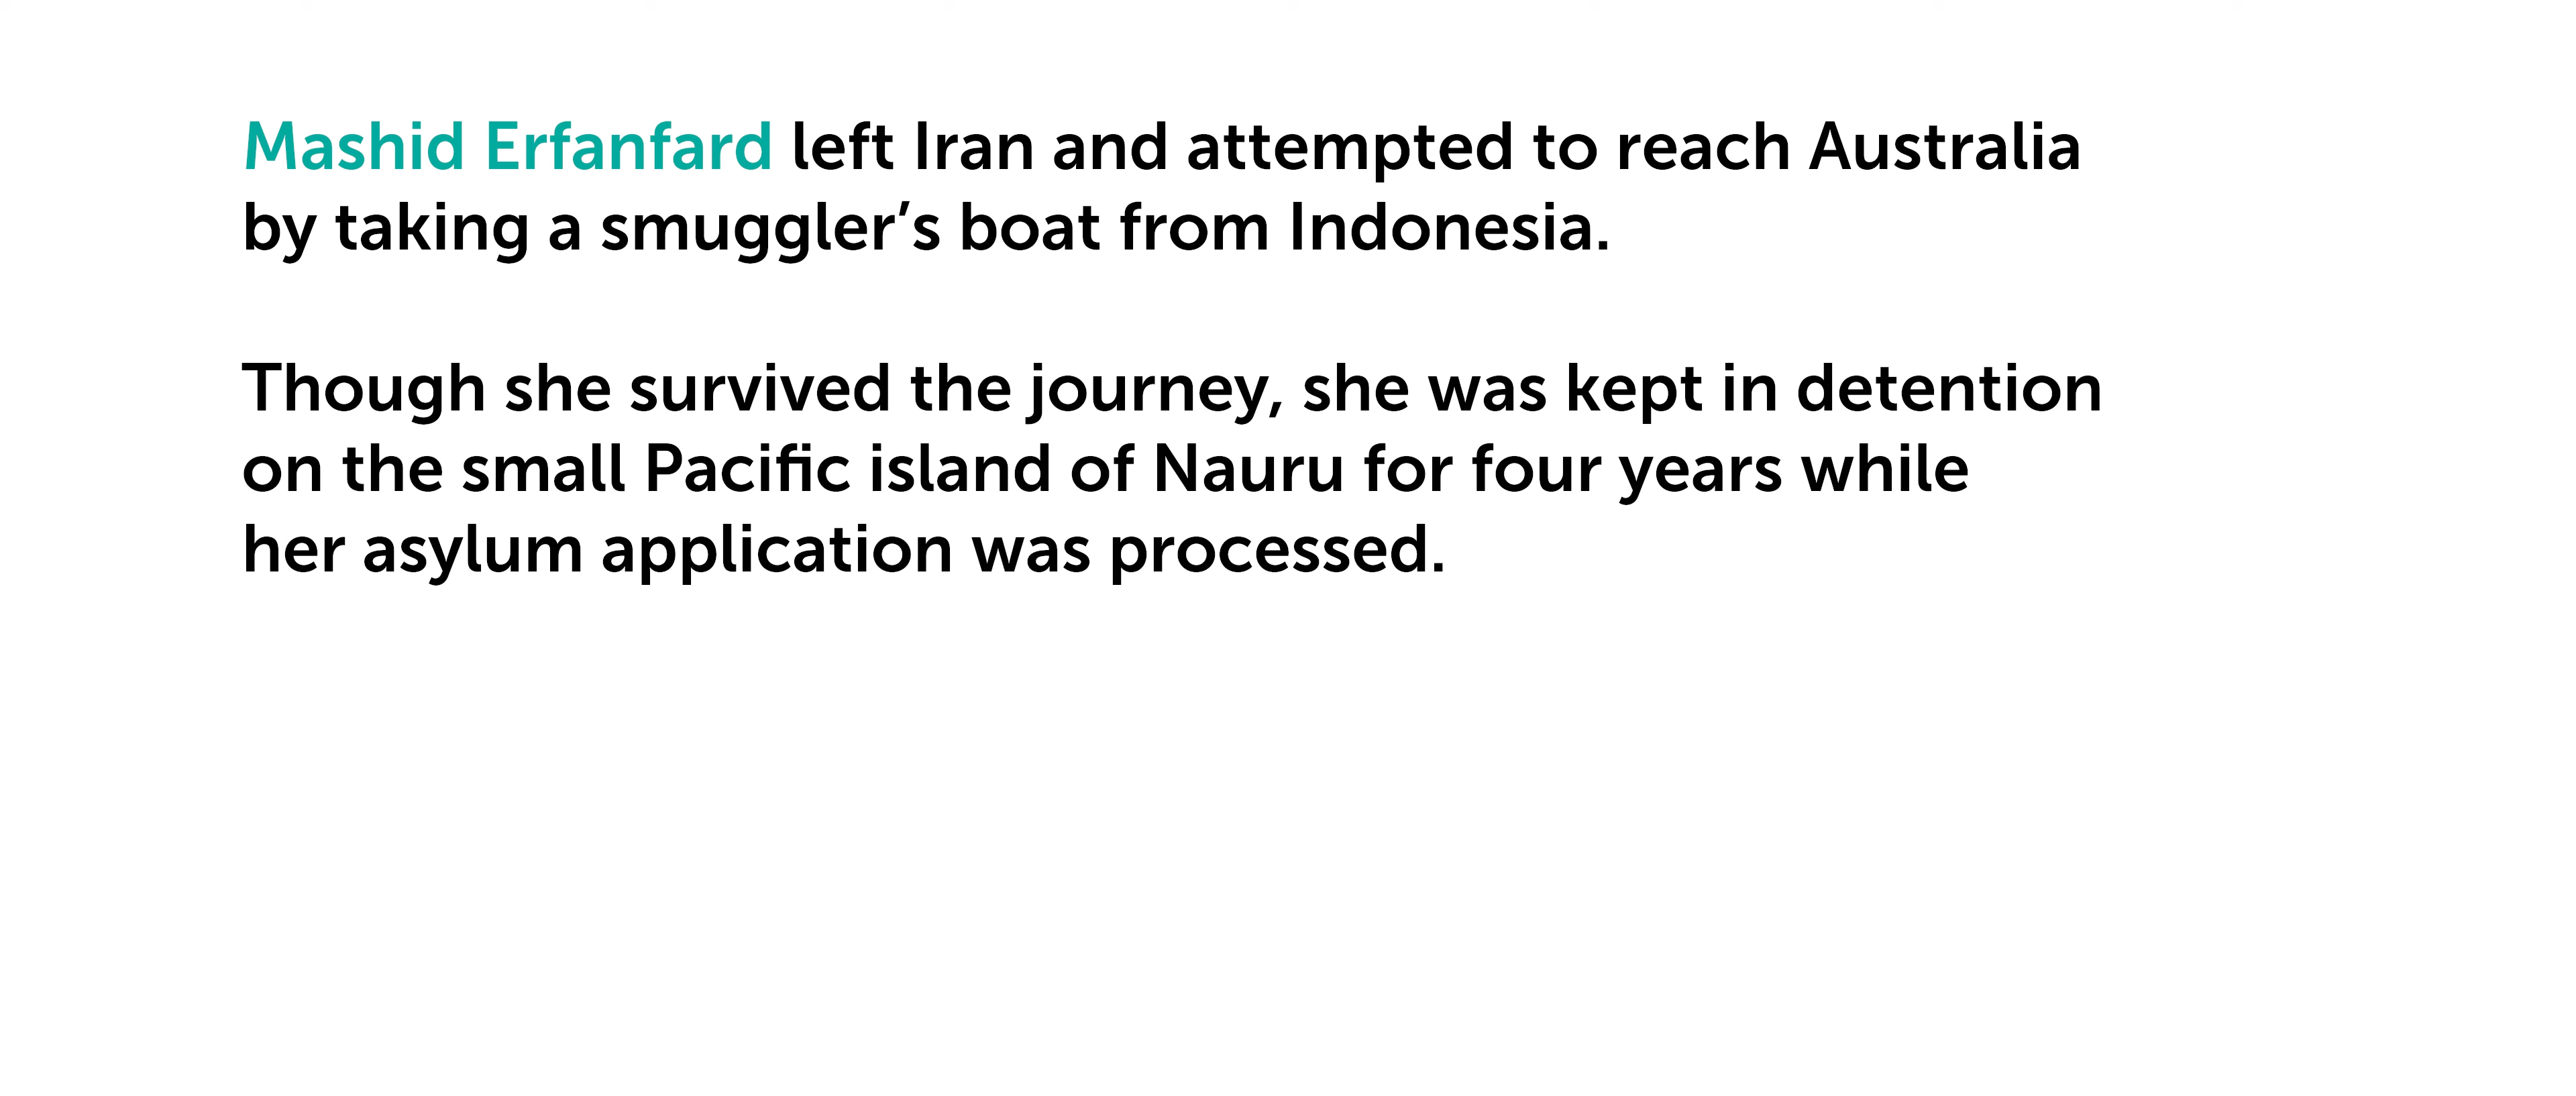 Mashid Erfanfard left Iran and attempted to reach Australia
by taking a smuggler’s boat from Indonesia.
Though she survived the journey, she was kept in detention
on the small Pacific island of Nauru for four years while
her asylum application was processed.